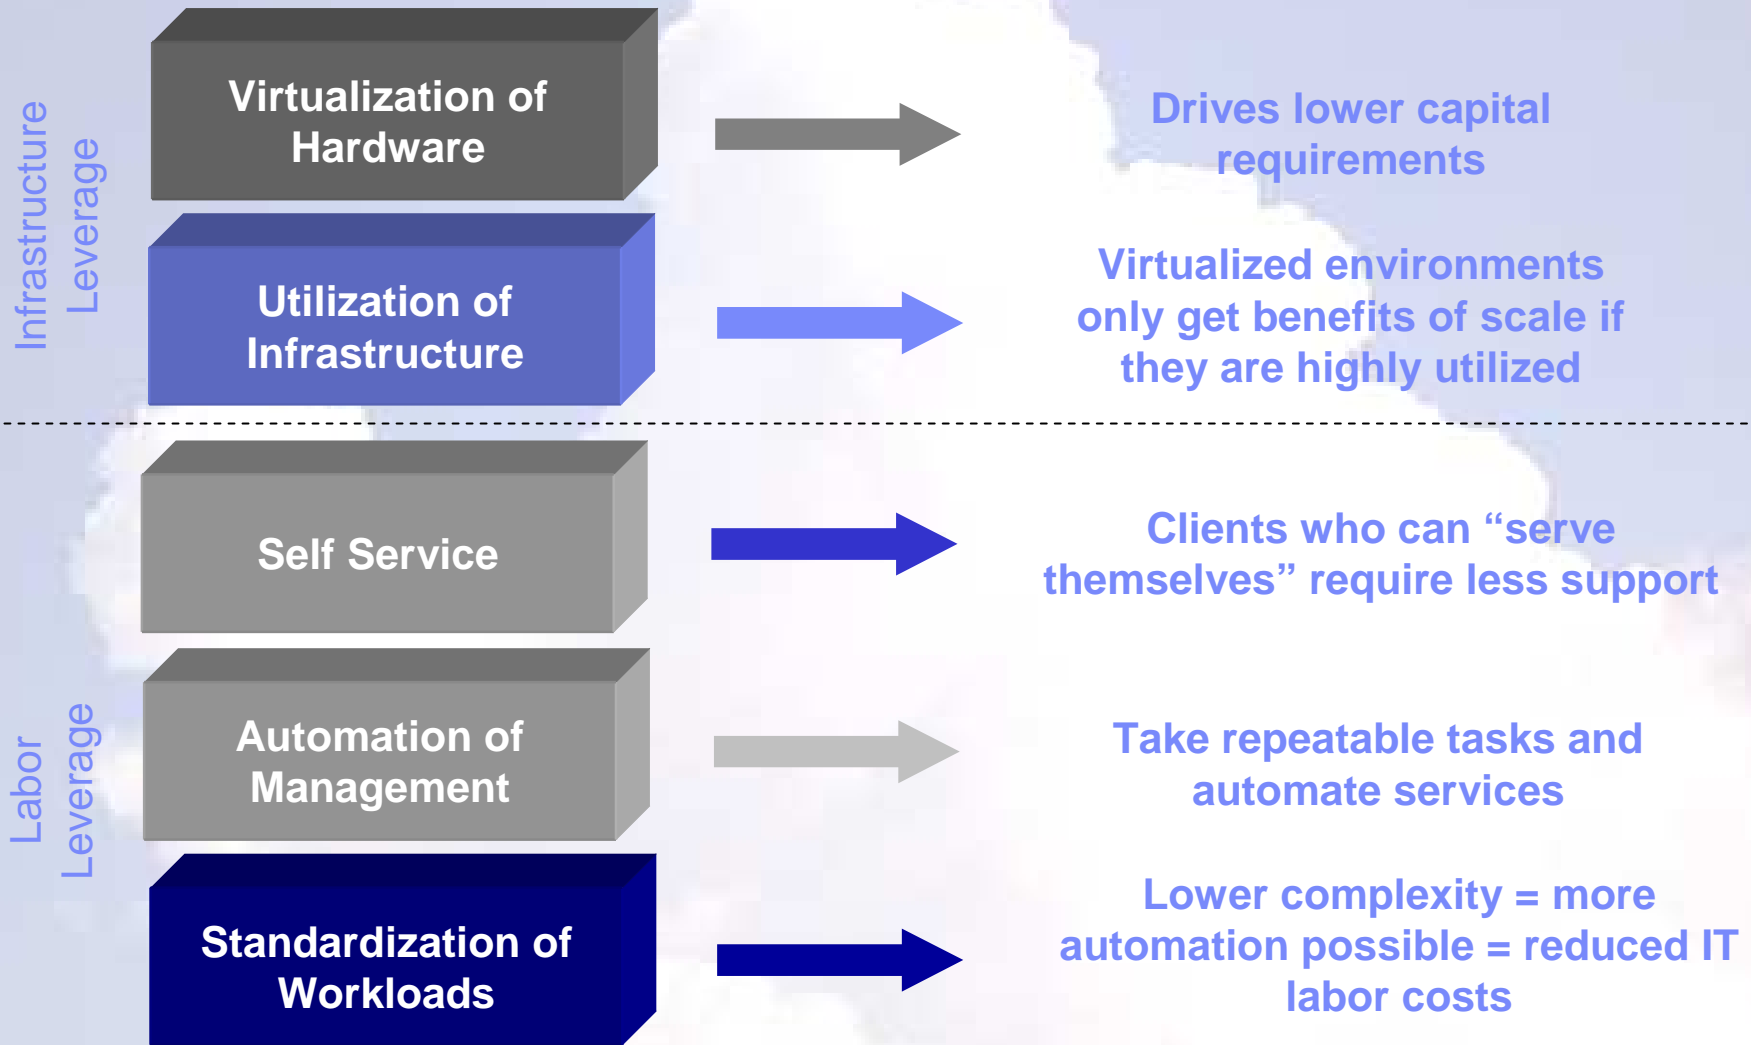 Infrastructure
Leverage
Virtualization of
Hardware
Drives lower capital
requirements
Utilization of
Infrastructure
Virtualized environments
only get benefits of scale if
they are highly utilized
Labor
Leverage
Self Service
Clients who can “serve
themselves” require less support
Automation of
Management
Take repeatable tasks and
automate services
Standardization of
Workloads
Lower complexity = more
automation possible = reduced IT
labor costs